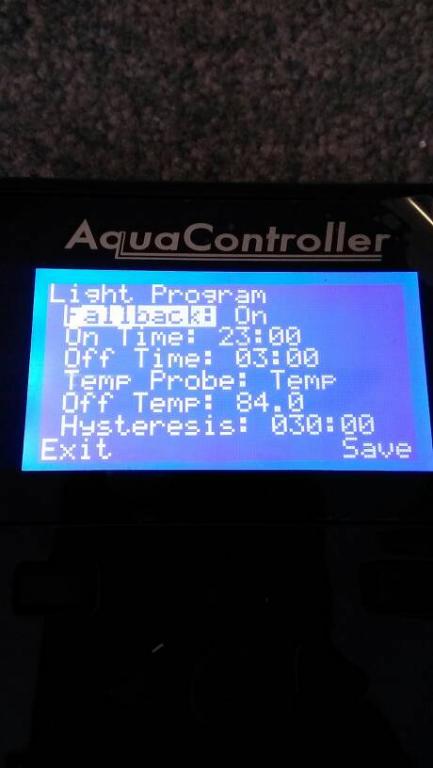 AquaController
Light Program
Fallback: On
On Time: 23:00
Off Time: 03:00
Temp Probe: Temp
Off Temp: 84.0
Hysteresis: 030:00
Exit Save